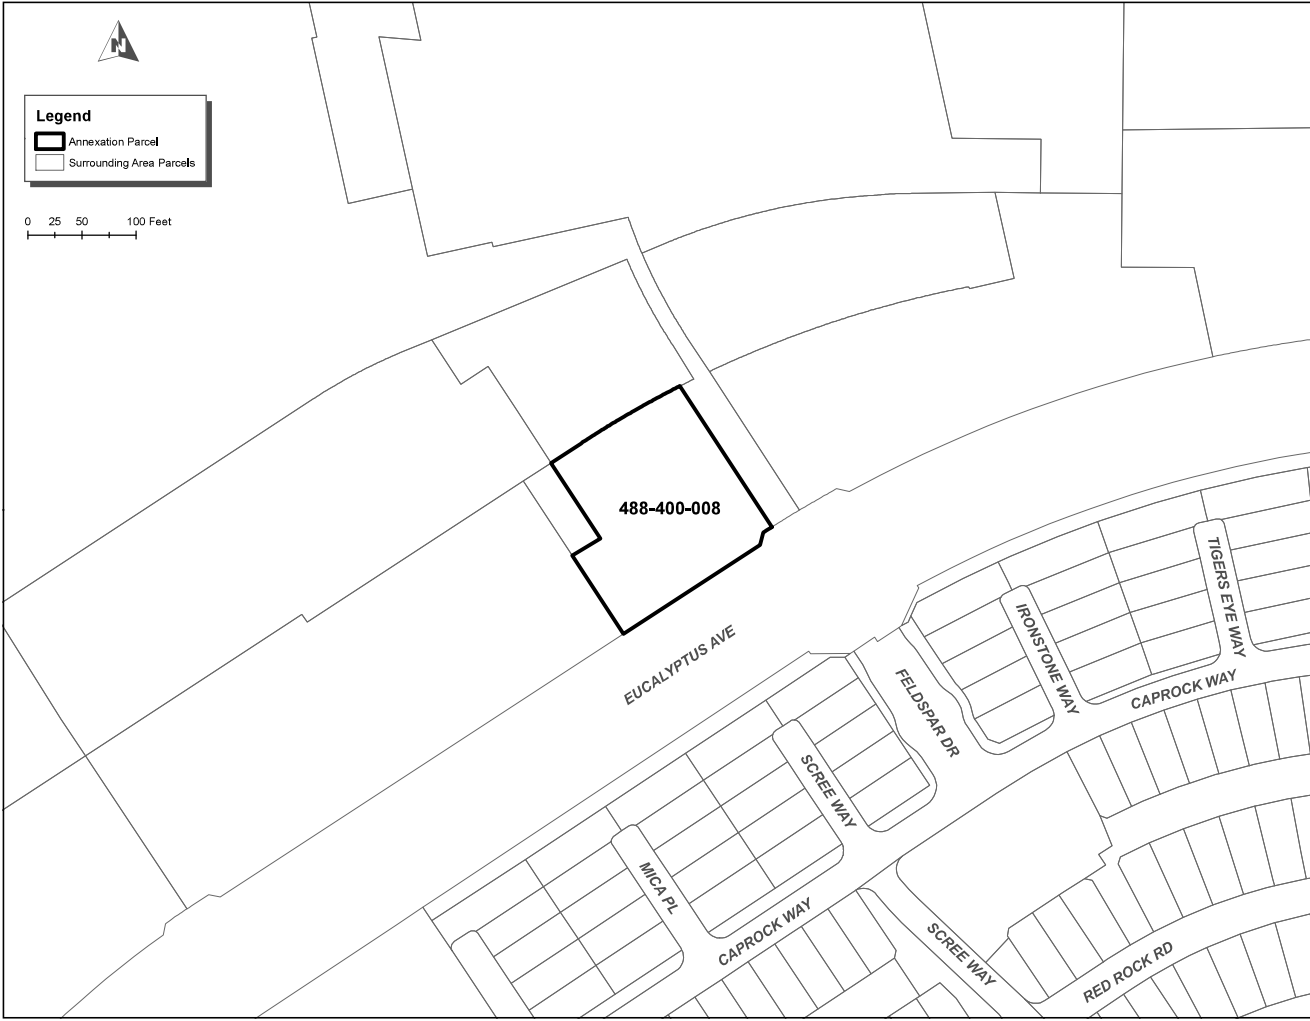 N
Legend
Annexation Parcel
Surrounding Area Parcels
0 25 50 100 Feet
488-400-008
EUCALYPTUS AVE
TIGERS EYE WAY
IRONSTONE WAY
CAPROCK WAY
FELDSPAR DR
SCREE WAY
MICA PL
CAPROCK WAY
SCREE WAY
RED ROCK RD